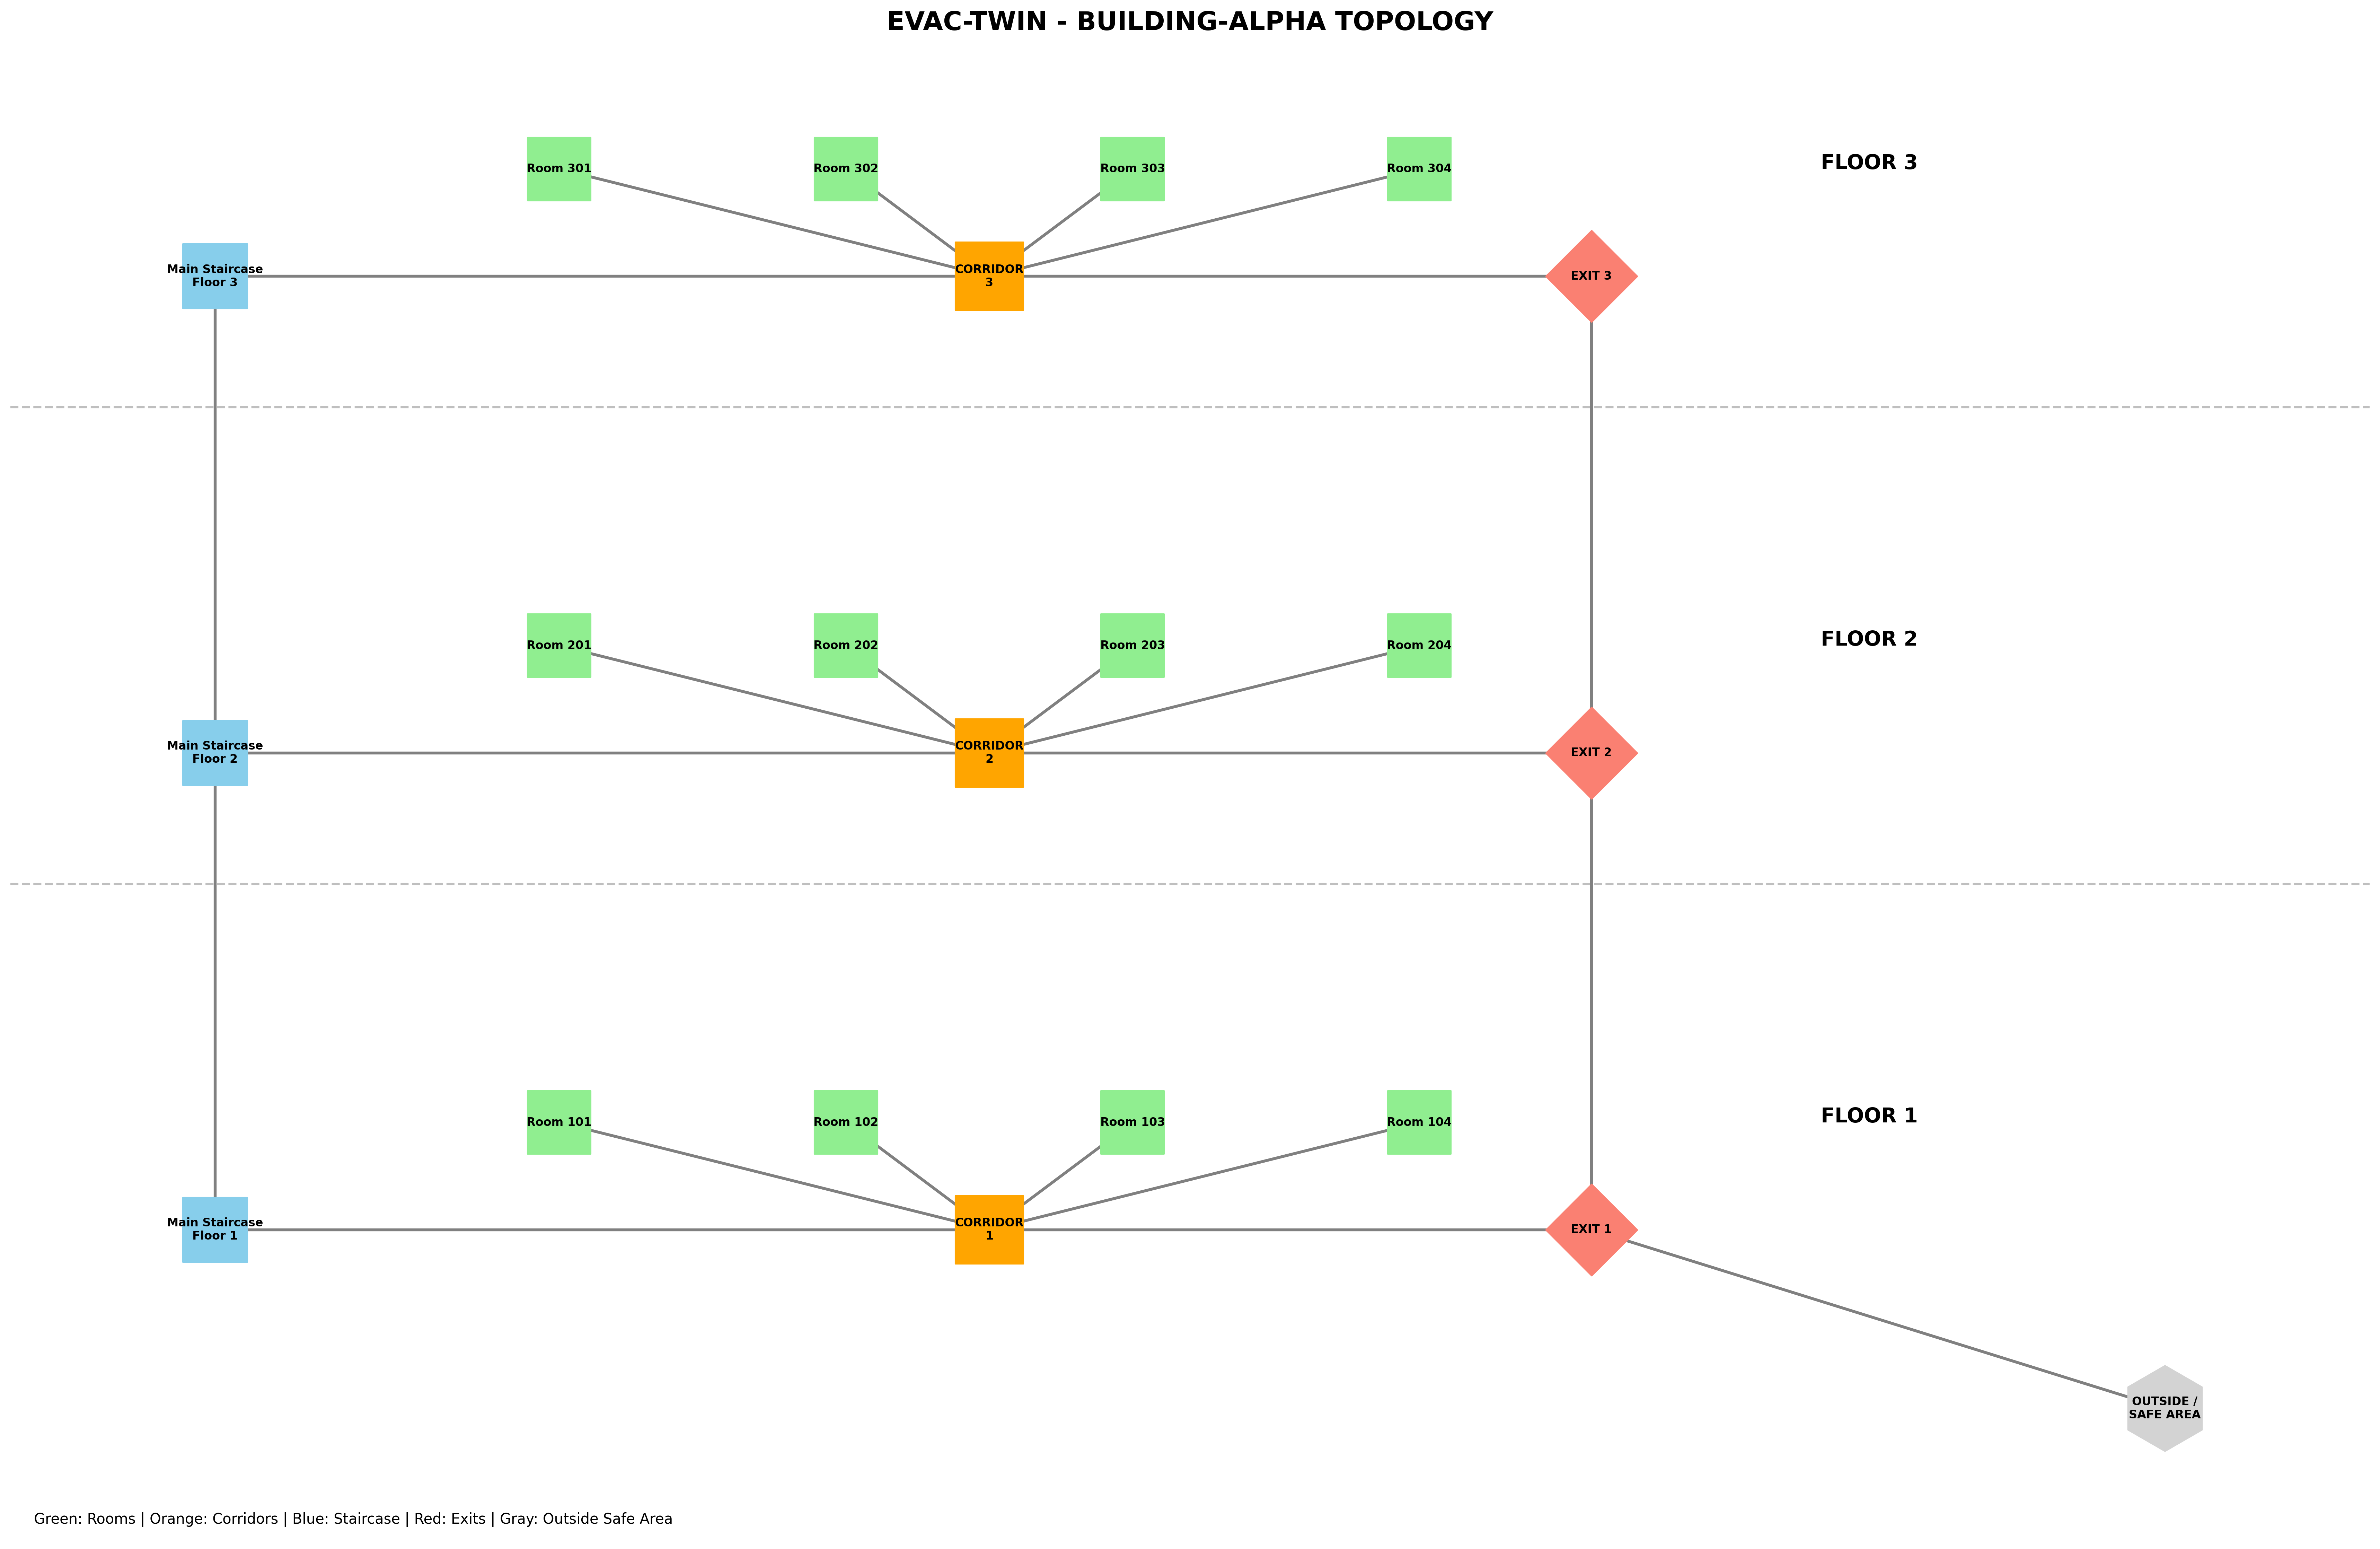 EVAC-TWIN - BUILDING-ALPHA TOPOLOGY
Room 301
Room 302
Room 303
Room 304
FLOOR 3
Main Staircase
Floor 3
CORRIDOR
3
EXIT 3
Room 201
Room 202
Room 203
Room 204
FLOOR 2
Main Staircase
Floor 2
CORRIDOR
2
EXIT 2
Room 101
Room 102
Room 103
Room 104
FLOOR 1
Main Staircase
Floor 1
CORRIDOR
1
EXIT 1
OUTSIDE /
SAFE AREA
Green: Rooms | Orange: Corridors | Blue: Staircase | Red: Exits | Gray: Outside Safe Area